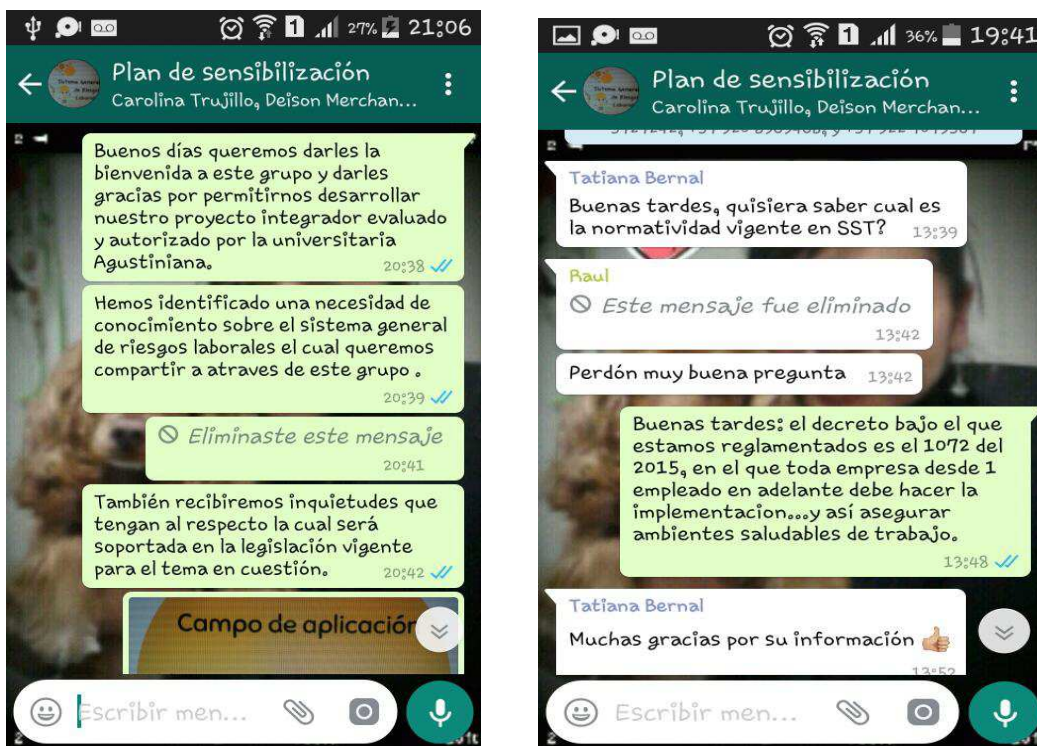 27% 21:06
Plan de sensibilización
Carolina Trujillo, Deison Merchan...
Buenos días queremos darles la
bienvenida a este grupo y darles
gracias por permitirnos desarrollar
nuestro proyecto integrador evaluado
y autorizado por la universitaria
Agustiniana.
20:38
Hemos identificado una necesidad de
conocimiento sobre el sistema general
de riesgos laborales el cual queremos
compartir a atraves de este grupo .
20:39
Eliminaste este mensaje
20:41
También recibiremos inquietudes que
tengan al respecto la cual será
soportada en la legislación vigente
para el tema en cuestión.
20:42
Campo de aplicación
Escribir men...
36% 19:41
Plan de sensibilización
Carolina Trujillo, Deison Merchan...
Tatiana Bernal
Buenas tardes, quisiera saber cual es
la normatividad vigente en SST?
13:39
Raul
Este mensaje fue eliminado
13:42
Perdón muy buena pregunta
13:42
Buenas tardes: el decreto bajo el que
estamos reglamentados es el 1072 del
2015, en el que toda empresa desde 1
empleado en adelante debe hacer la
implementacion...y así asegurar
ambientes saludables de trabajo.
13:48
Tatiana Bernal
Muchas gracias por su información 👍
13:52
Escribir men...